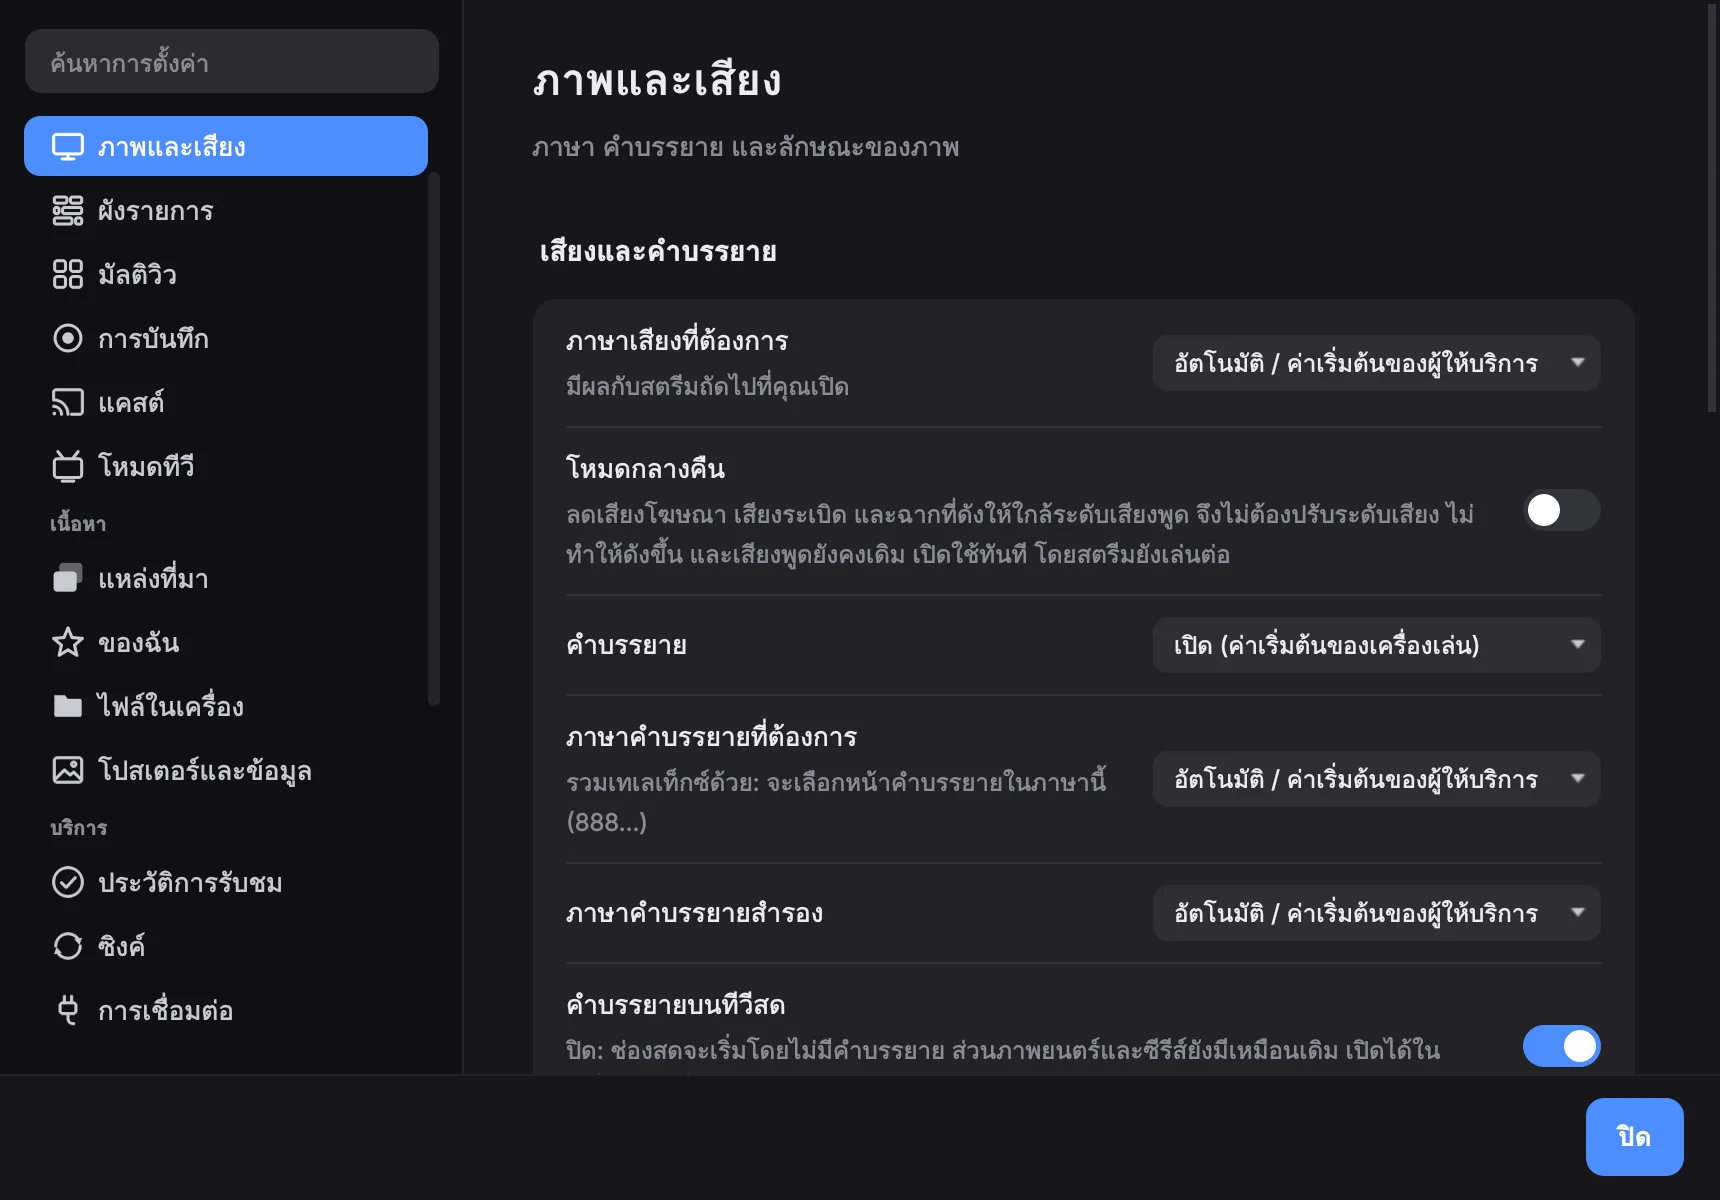 ค้นหาการตั้งค่า
ภาพและเสียง
ผังรายการ
มัลติวิว
การบันทึก
แคสต์
โหมดทีวี
เนื้อหา
แหล่งที่มา
ของฉัน
ไฟล์ในเครื่อง
โปสเตอร์และข้อมูล
บริการ
ประวัติการรับชม
ซิงค์
การเชื่อมต่อ
ภาพและเสียง
ภาษา คำบรรยาย และลักษณะของภาพ
เสียงและคำบรรยาย
ภาษาเสียงที่ต้องการ
มีผลกับสตรีมถัดไปที่คุณเปิด
อัตโนมัติ / ค่าเริ่มต้นของผู้ให้บริการ
โหมดกลางคืน
ลดเสียงโฆษณา เสียงระเบิด และฉากที่ดังให้ใกล้ระดับเสียงพูด จึงไม่ต้องปรับระดับเสียง ไม่
ทำให้ดังขึ้น และเสียงพูดยังคงเดิม เปิดใช้ทันที โดยสตรีมยังเล่นต่อ
คำบรรยาย
เปิด (ค่าเริ่มต้นของเครื่องเล่น)
ภาษาคำบรรยายที่ต้องการ
รวมเทเลเท็กซ์ด้วย: จะเลือกหน้าคำบรรยายในภาษานี้
(888...)
อัตโนมัติ / ค่าเริ่มต้นของผู้ให้บริการ
ภาษาคำบรรยายสำรอง
อัตโนมัติ / ค่าเริ่มต้นของผู้ให้บริการ
คำบรรยายบนทีวีสด
ปิด: ช่องสดจะเริ่มโดยไม่มีคำบรรยาย ส่วนภาพยนตร์และซีรีส์ยังมีเหมือนเดิม เปิดได้ใน
ปิด